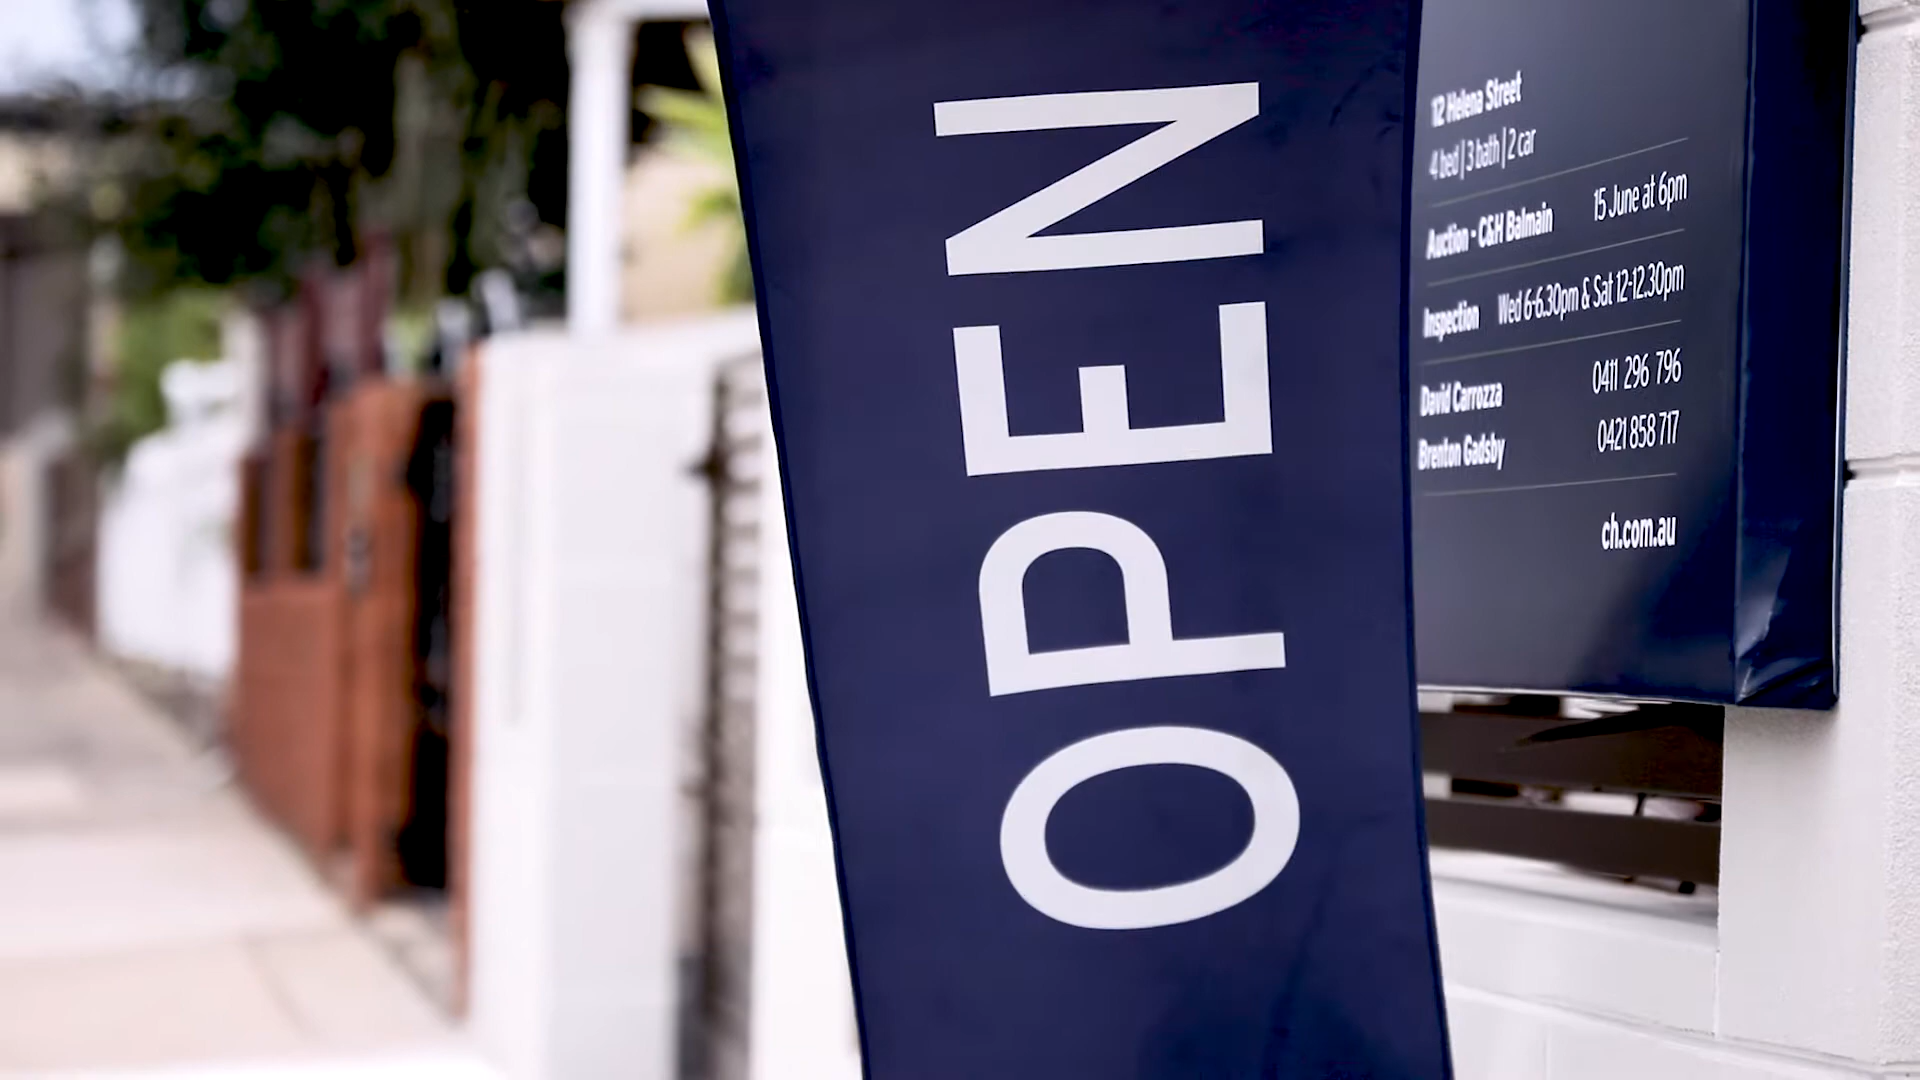 OPEN
12 Helena Street
4 bed | 3 bath | 2 car
Auction - C&H Balmain 15 June at 6pm
Inspection Wed 6-6.30pm & Sat 12-12.30pm
David Carrozza 0411 296 796
Brenton Gadsby 0421 858 717
ch.com.au